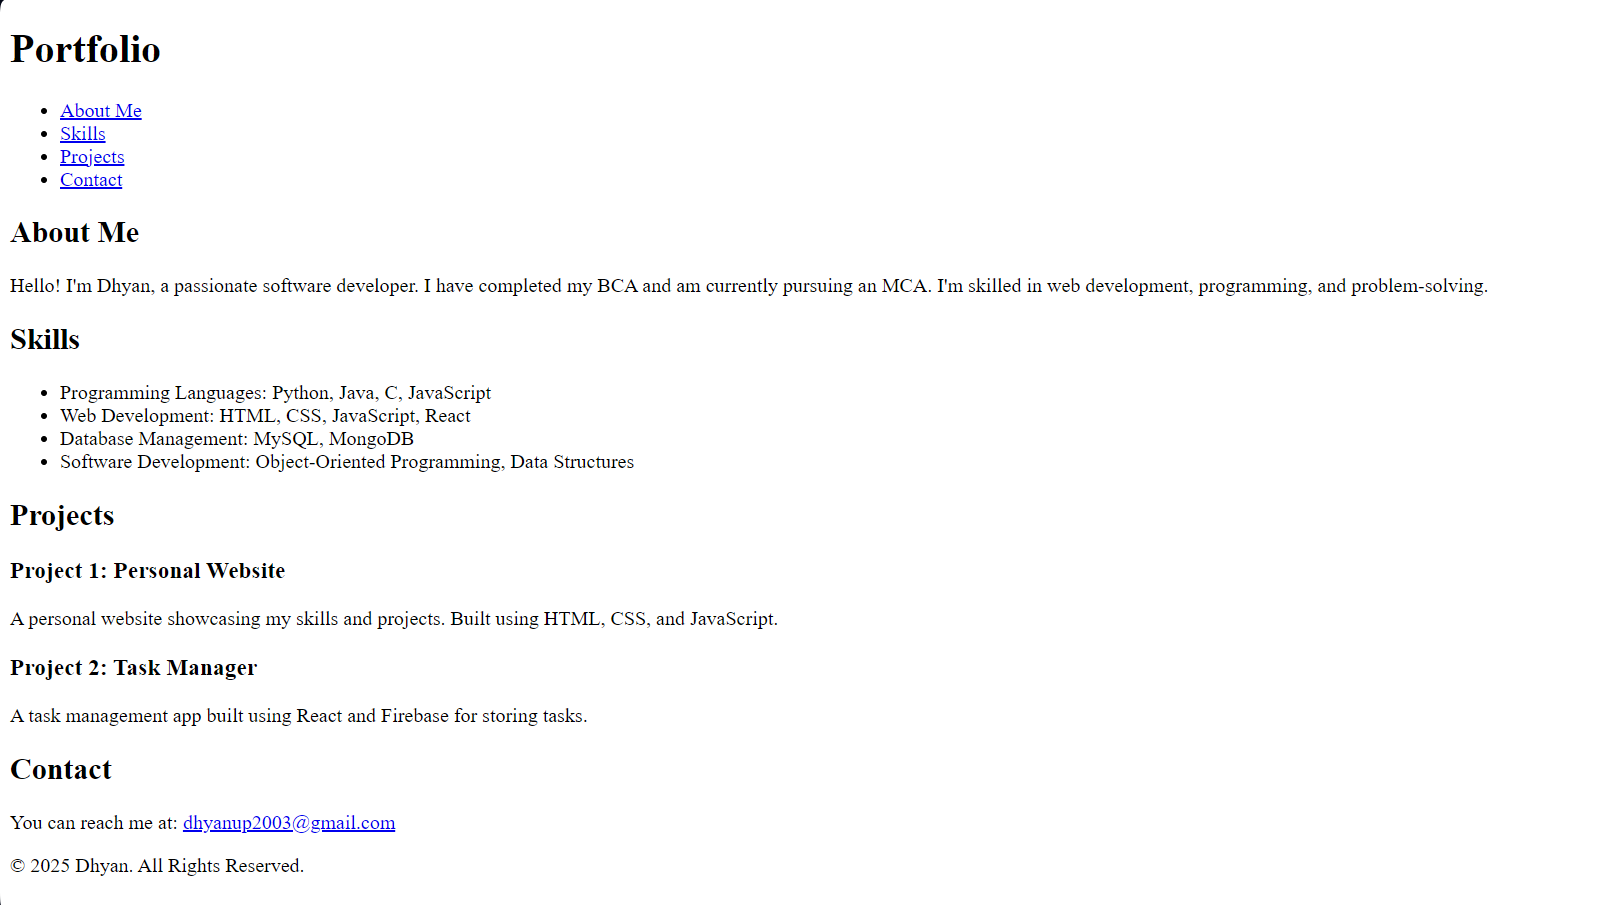 Portfolio
About Me
Skills
Projects
Contact
About Me
Hello! I'm Dhyan, a passionate software developer. I have completed my BCA and am currently pursuing an MCA. I'm skilled in web development, programming, and problem-solving.
Skills
Programming Languages: Python, Java, C, JavaScript
Web Development: HTML, CSS, JavaScript, React
Database Management: MySQL, MongoDB
Software Development: Object-Oriented Programming, Data Structures
Projects
Project 1: Personal Website
A personal website showcasing my skills and projects. Built using HTML, CSS, and JavaScript.
Project 2: Task Manager
A task management app built using React and Firebase for storing tasks.
Contact
You can reach me at: dhyanup2003@gmail.com
© 2025 Dhyan. All Rights Reserved.